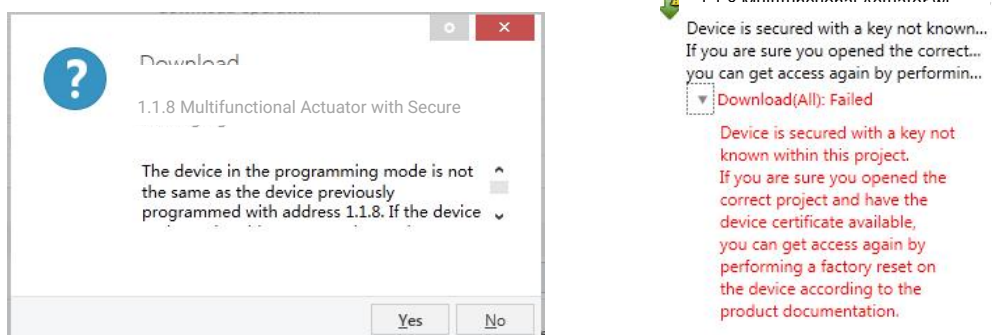 Download
1.1.8 Multifunctional Actuator with Secure
The device in the programming mode is not
the same as the device previously
programmed with address 1.1.8. If the device
Yes
No
Device is secured with a key not known...
If you are sure you opened the correct...
you can get access again by performin...
Download(All): Failed
Device is secured with a key not
known within this project.
If you are sure you opened the
correct project and have the
device certificate available,
you can get access again by
performing a factory reset on
the device according to the
product documentation.